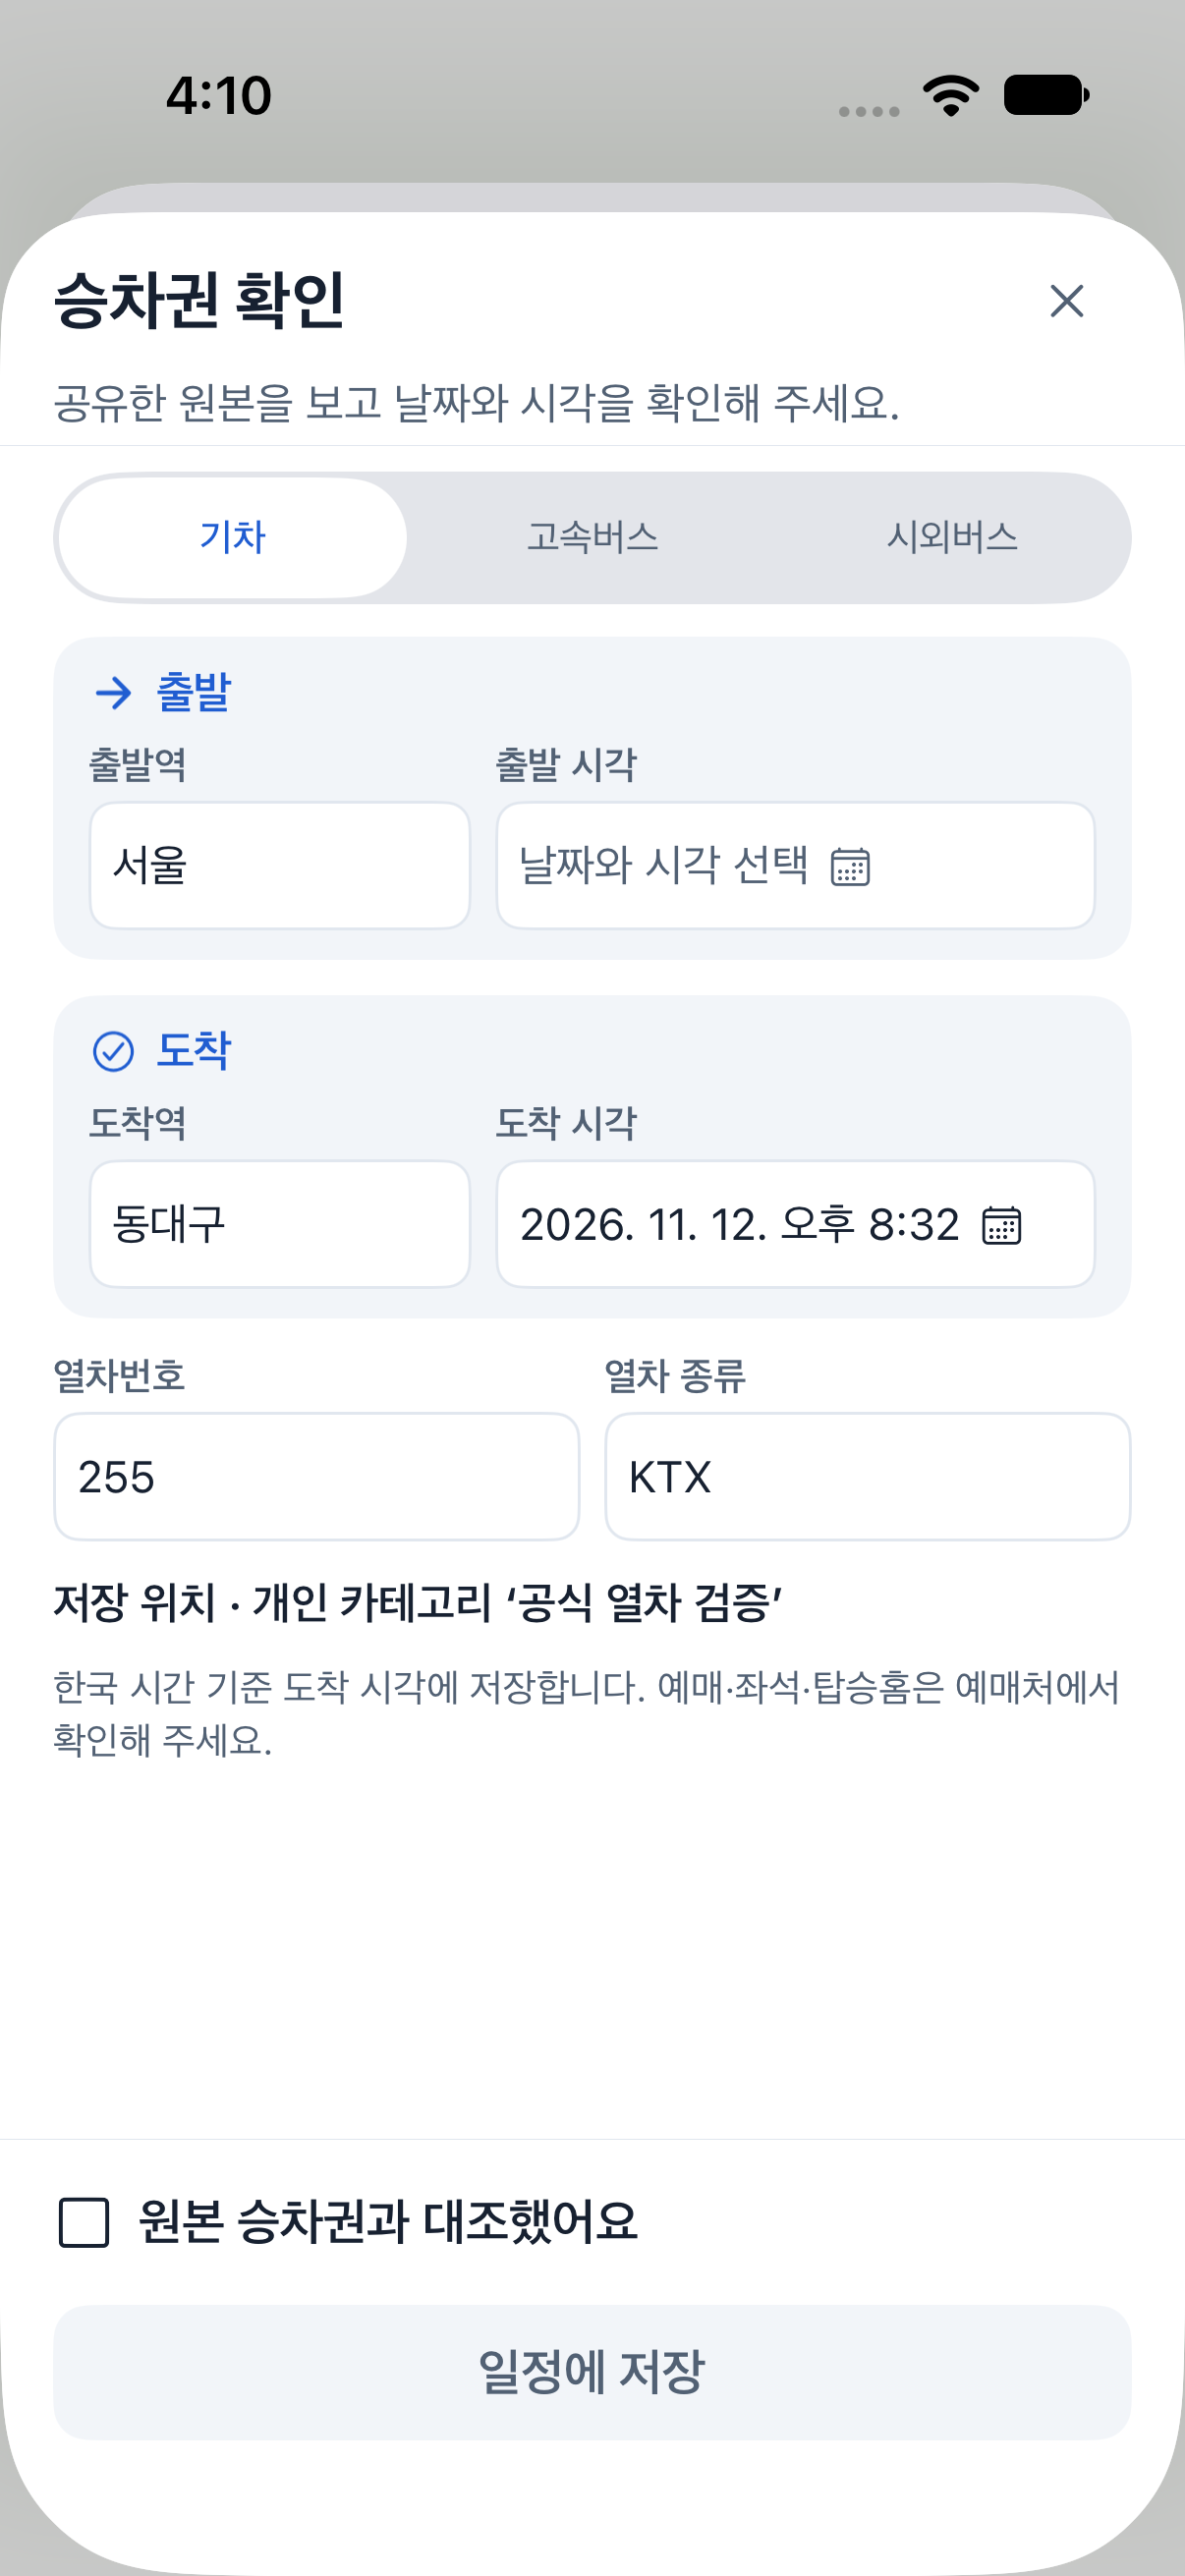 4:10
승차권 확인
공유한 원본을 보고 날짜와 시각을 확인해 주세요.
기차 고속버스 시외버스
출발
출발역 출발 시각
서울 날짜와 시각 선택
도착
도착역 도착 시각
동대구 2026. 11. 12. 오후 8:32
열차번호 열차 종류
255 KTX
저장 위치 · 개인 카테고리 ‘공식 열차 검증’
한국 시간 기준 도착 시각에 저장합니다. 예매·좌석·탑승홈은 예매처에서
확인해 주세요.
원본 승차권과 대조했어요
일정에 저장